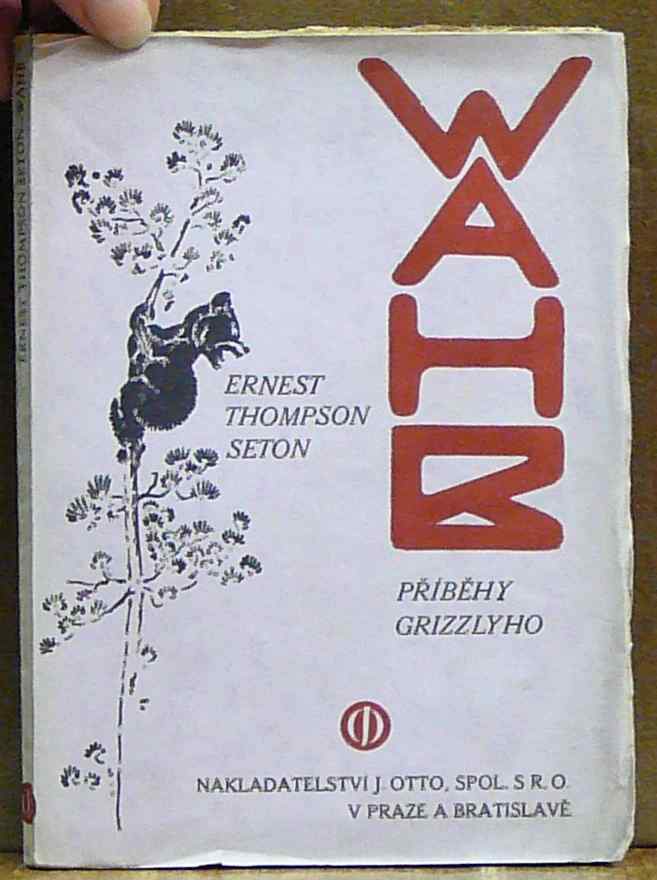 WAHB
ERNEST
THOMPSON
SETON
PŘÍBĚHY
GRIZZLYHO
NAKLADATELSTVÍ J. OTTO, SPOL. S R. O.
V PRAZE A BRATISLAVĚ
ERNEST THOMPSON SETON - WAHB